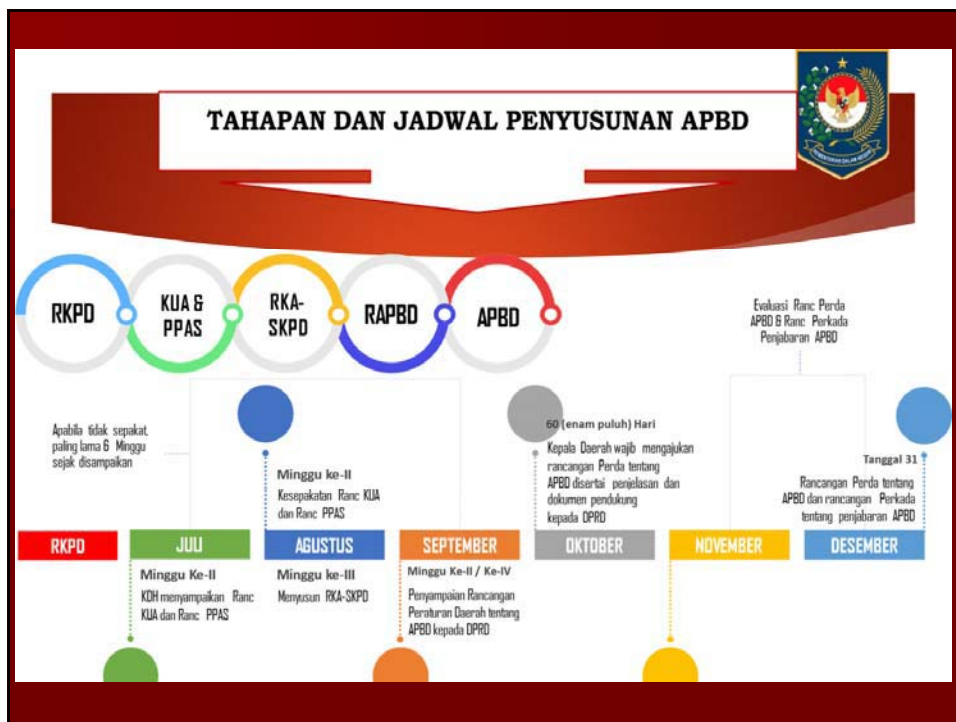 TAHAPAN DAN JADWAL PENYUSUNAN APBD
KEMENTERIAN DALAM NEGERI
RKPD
KUA &
PPAS
RKA-
SKPD
RAPBD
APBD
Evaluasi Ranc Perda
APBD & Ranc Perkada
Penjabaran APBD
Apabila tidak sepakat,
paling lama 6 Minggu
sejak disampaikan
Minggu ke-II
Kesepakatan Ranc KUA
dan Ranc PPAS
60 (enam puluh) Hari
Kepala Daerah wajib mengajukan
rancangan Perda tentang
APBD disertai penjelasan dan
dokumen pendukung
kepada DPRD
Tanggal 31
Rancangan Perda tentang
APBD dan rancangan Perkada
tentang penjabaran APBD
RKPD
JULI
AGUSTUS
SEPTEMBER
OKTOBER
NOVEMBER
DESEMBER
Minggu Ke-II
KDH menyampaikan Ranc
KUA dan Ranc PPAS
Minggu ke-III
Menyusun RKA-SKPD
Minggu Ke-II / Ke-IV
Penyampaian Rancangan
Peraturan Daerah tentang
APBD kepada DPRD